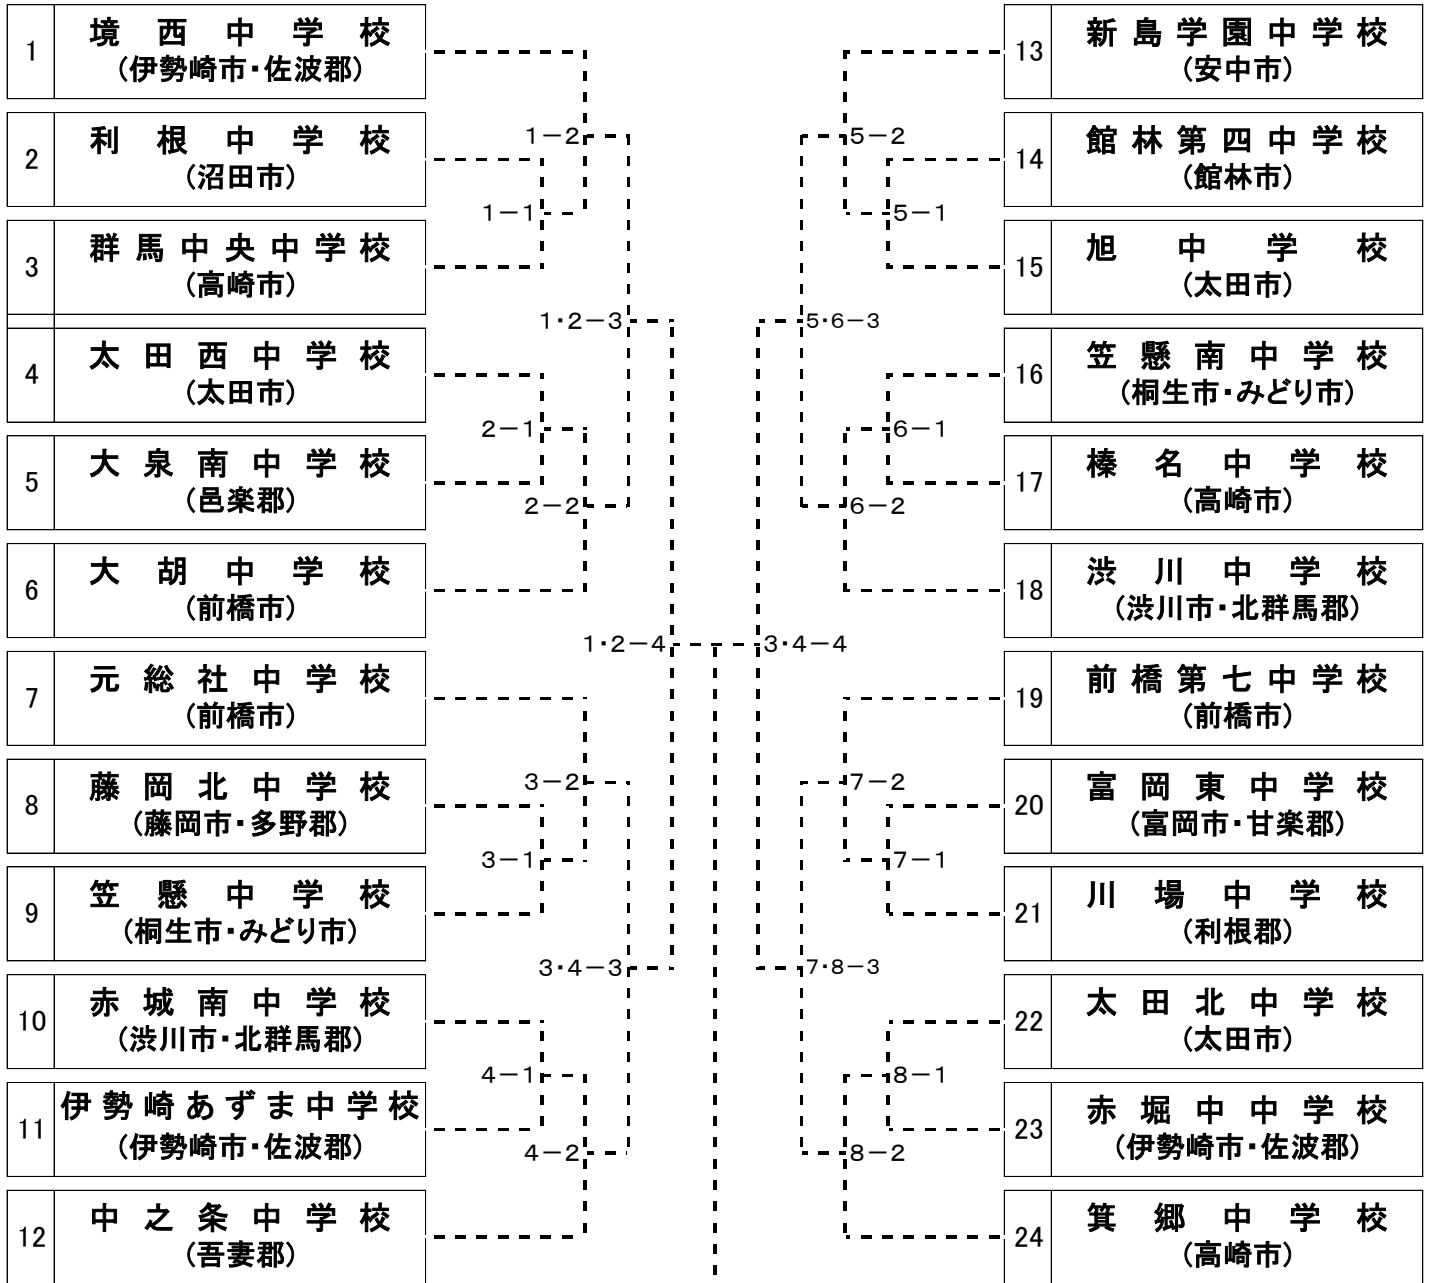 1 境西中学校
(伊勢崎市・佐波郡)
2 利根中学校
(沼田市)
3 群馬中央中学校
(高崎市)
4 太田西中学校
(太田市)
5 大泉南中学校
(邑楽郡)
6 大胡中学校
(前橋市)
7 元総社中学校
(前橋市)
8 藤岡北中学校
(藤岡市・多野郡)
9 笠懸中学校
(桐生市・みどり市)
10 赤城南中学校
(渋川市・北群馬郡)
11 伊勢崎あずま中学校
(伊勢崎市・佐波郡)
12 中之条中学校
(吾妻郡)
1－2
1－1
1・2－3
2－1
2－2
1・2－4
3－2
3－1
3・4－3
4－1
4－2
5－2
5－1
5・6－3
6－1
6－2
3・4－4
7－2
7－1
7・8－3
8－1
8－2
13 新島学園中学校
(安中市)
14 館林第四中学校
(館林市)
15 旭中学校
(太田市)
16 笠懸南中学校
(桐生市・みどり市)
17 榛名中学校
(高崎市)
18 渋川中学校
(渋川市・北群馬郡)
19 前橋第七中学校
(前橋市)
20 富岡東中学校
(富岡市・甘楽郡)
21 川場中学校
(利根郡)
22 太田北中学校
(太田市)
23 赤堀中中学校
(伊勢崎市・佐波郡)
24 箕郷中学校
(高崎市)